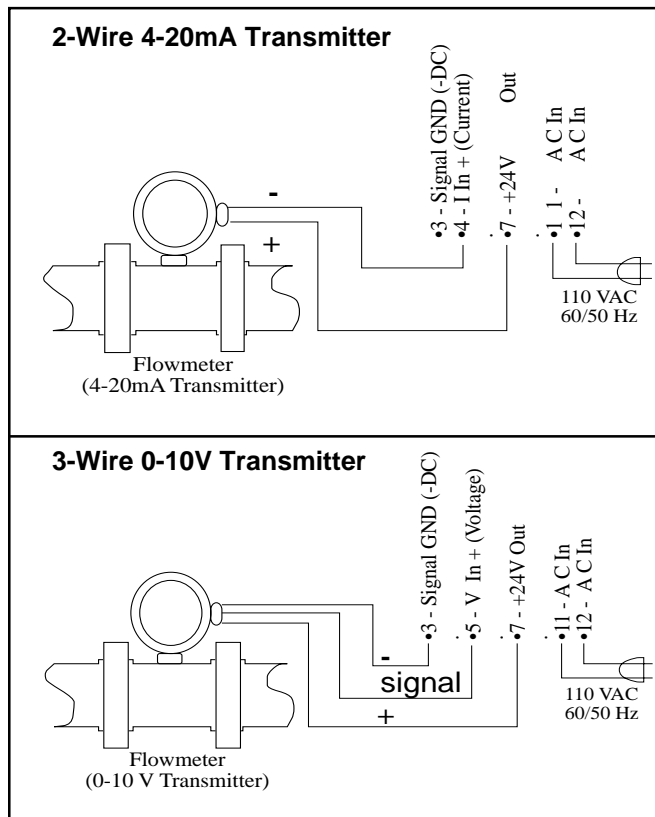 2-Wire 4-20mA Transmitter
•3 - Signal GND (-DC)
•4 - I In + (Current)
•7 - +24V Out
•1 1 - A C In
•12 - A C In
-
+
110 VAC
60/50 Hz
Flowmeter
(4-20mA Transmitter)
3-Wire 0-10V Transmitter
•3 - Signal GND (-DC)
•5 - V In + (Voltage)
•7 - +24V Out
•11 - A C In
•12 - A C In
-
signal
+
110 VAC
60/50 Hz
Flowmeter
(0-10 V Transmitter)